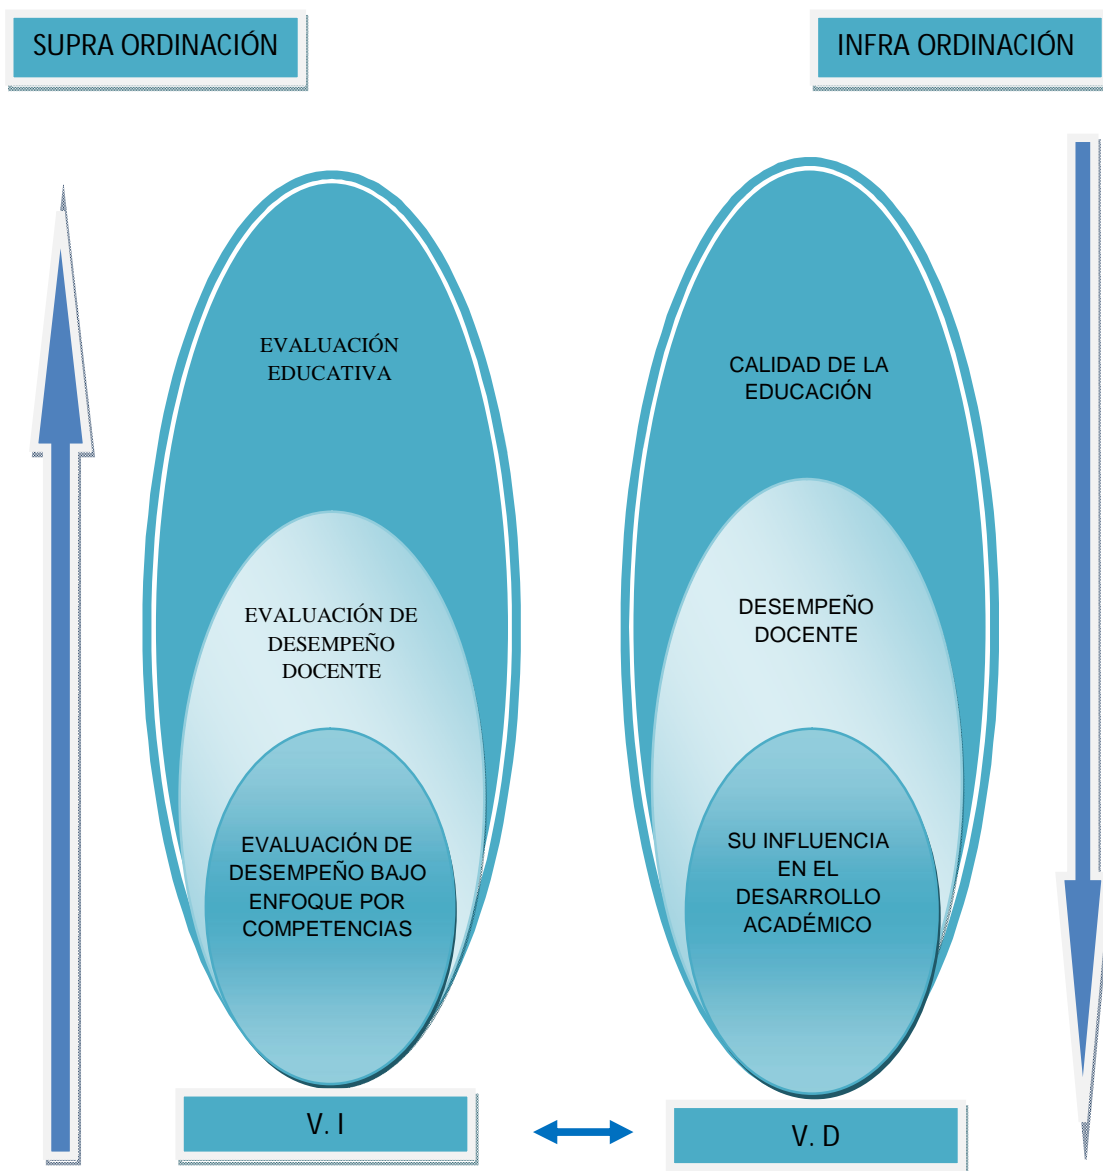 SUPRA ORDINACIÓN
INFRA ORDINACIÓN
EVALUACIÓN
EDUCATIVA
CALIDAD DE LA
EDUCACIÓN
EVALUACIÓN DE
DESEMPEÑO
DOCENTE
DESEMPEÑO
DOCENTE
EVALUACIÓN DE
DESEMPEÑO BAJO
ENFOQUE POR
COMPETENCIAS
SU INFLUENCIA
EN EL
DESARROLLO
ACADÉMICO
V. I
V. D